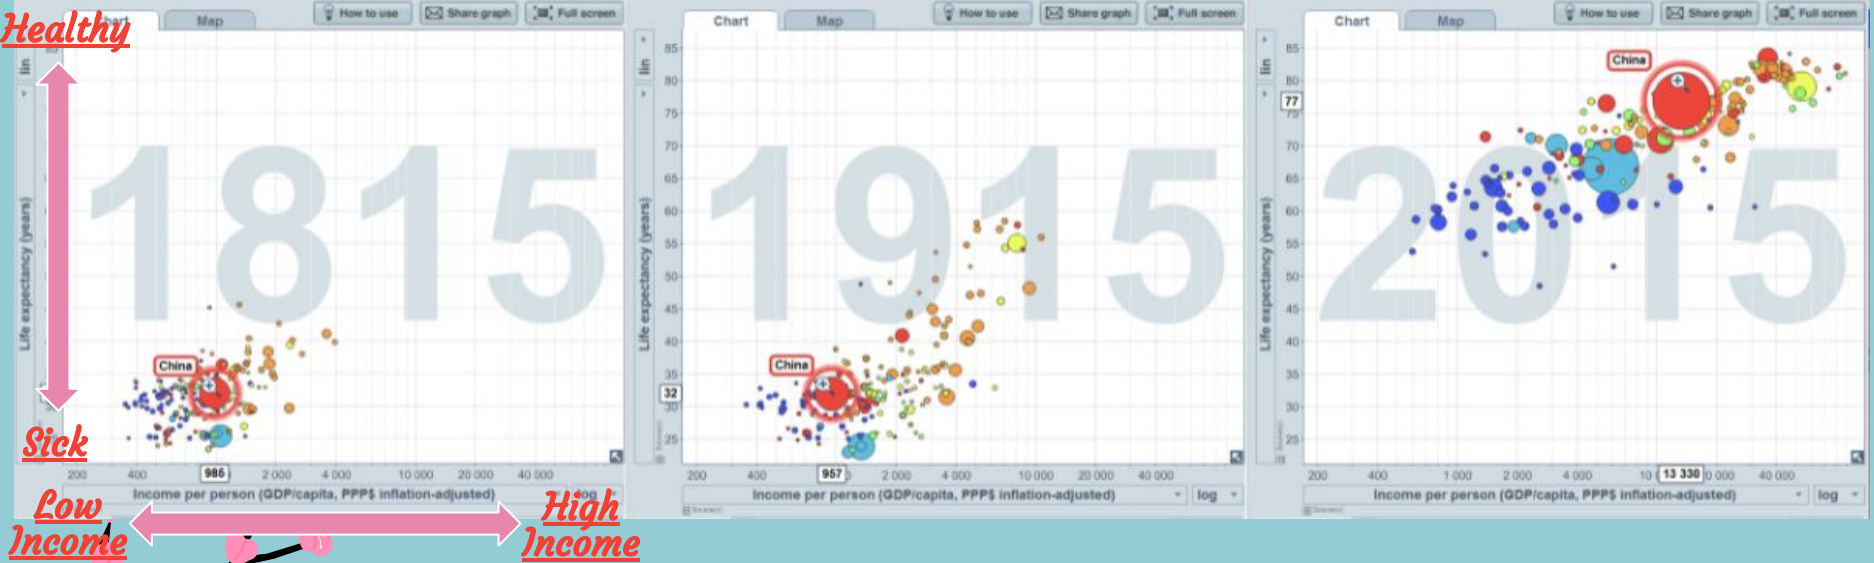 Healthy
Sick
Low
Income
High
Income
Chart
Map
How to use
Share graph
Full screen
1815
lin
Life expectancy (years)
China
200
400
986
2 000
4 000
10 000
20 000
40 000
Income per person (GDP/capita, PPP$ inflation-adjusted)
log
Chart
Map
How to use
Share graph
Full screen
1915
lin
Life expectancy (years)
85
80
75
70
65
60
55
50
45
40
35
32
30
25
China
200
400
957
2 000
4 000
10 000
20 000
40 000
Income per person (GDP/capita, PPP$ inflation-adjusted)
log
Chart
Map
How to use
Share graph
Full screen
2015
lin
Life expectancy (years)
85
80
77
75
70
65
60
55
50
45
40
35
30
25
China
200
400
1 000
2 000
4 000
13 330
40 000
Income per person (GDP/capita, PPP$ inflation-adjusted)
log